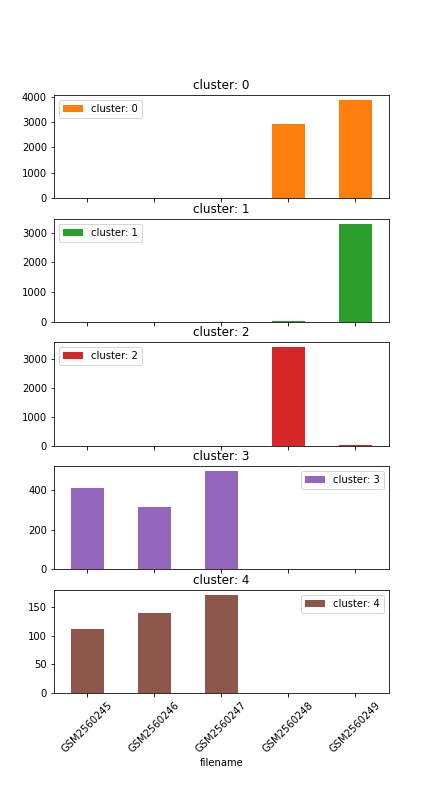 cluster: 0
4000
cluster: 0
3000
2000
1000
0
cluster: 1
cluster: 1
3000
2000
1000
0
cluster: 2
cluster: 2
3000
2000
1000
0
cluster: 3
cluster: 3
400
200
0
cluster: 4
cluster: 4
150
100
50
0
GSM2560245 GSM2560246 GSM2560247 GSM2560248 GSM2560249
filename